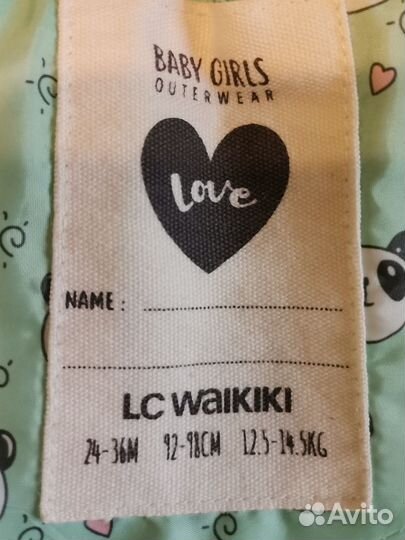 BABY GIRLS
OUTERWEAR
Love
NAME:
LC WAIKIKI
24-36M 92-98CM 12.5-14.5KG
Avito